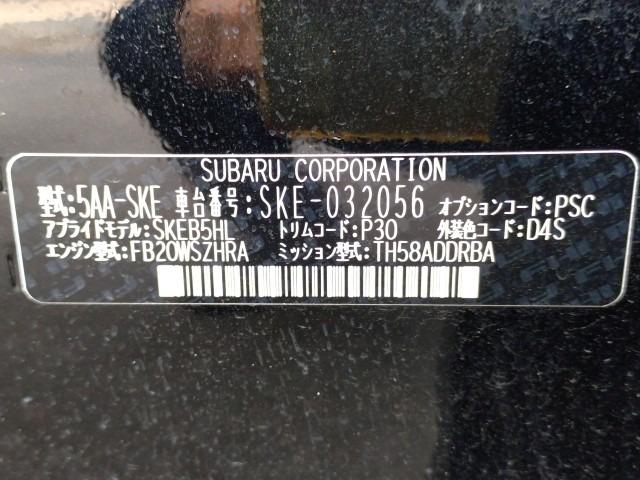 SUBARU CORPORATION
型式:5AA-SKE 車台番号:SKE-032056 オプションコード:PSC
アプライドモデル:SKEB5HL トリムコード:P30 外装色コード:D4S
エンジン型式:FB20WSZHRA ミッション型式:TH58ADDRBA